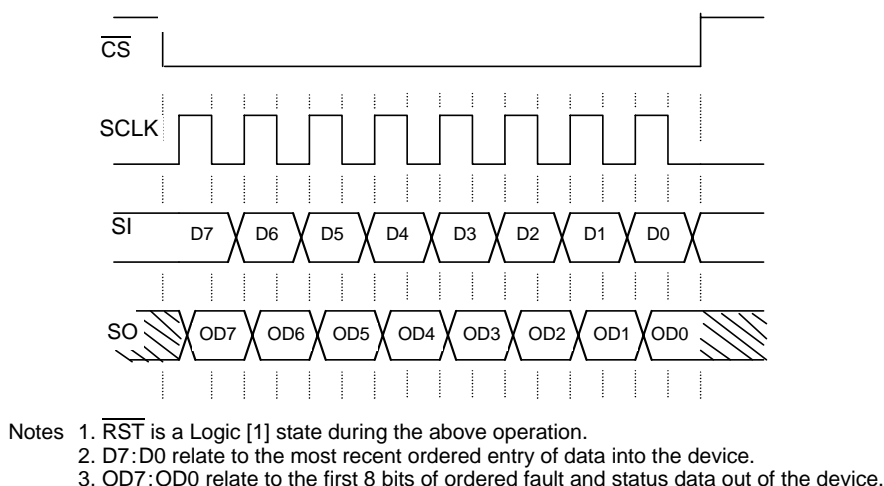 CS
SCLK
SI D7 D6 D5 D4 D3 D2 D1 D0
SO OD7 OD6 OD5 OD4 OD3 OD2 OD1 OD0
Notes 1. RST is a Logic [1] state during the above operation.
2. D7:D0 relate to the most recent ordered entry of data into the device.
3. OD7:OD0 relate to the first 8 bits of ordered fault and status data out of the device.